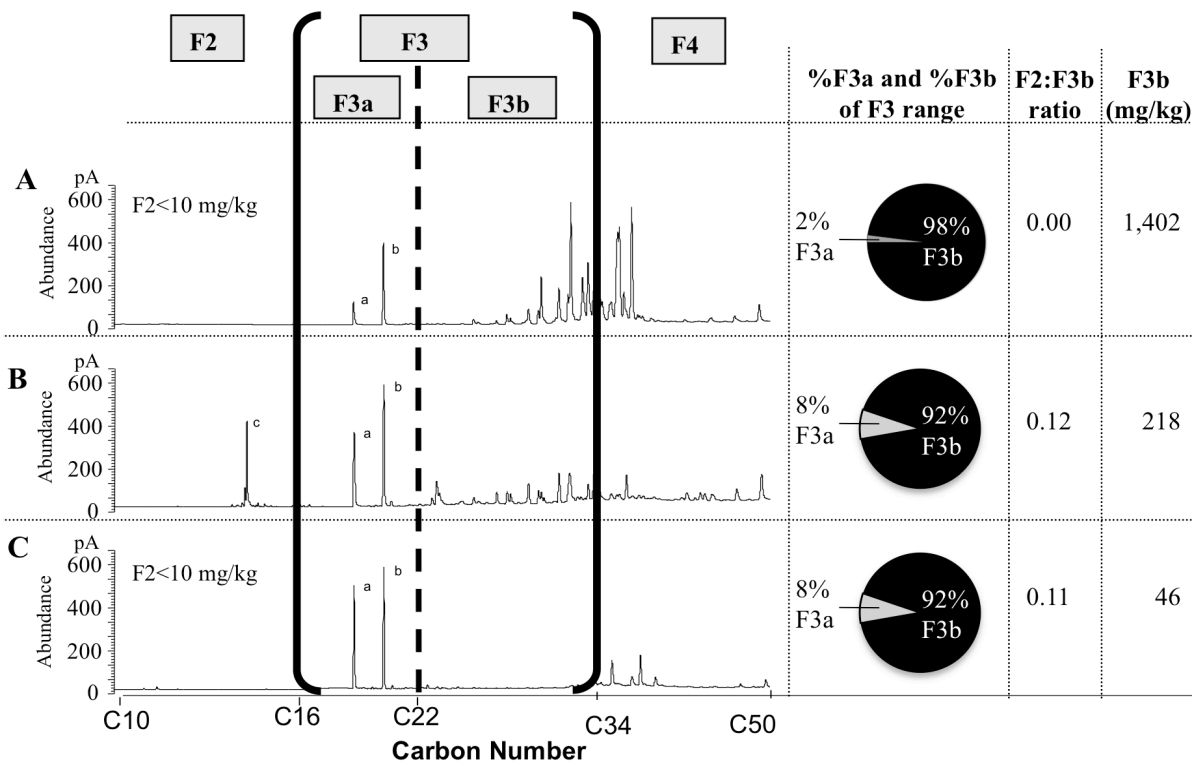 F2
F3
F4
F3a
F3b
%F3a and %F3b
of F3 range
F2:F3b
ratio
F3b
(mg/kg)
A
pA
600
400
200
0
Abundance
F2<10 mg/kg
a
b
2%
F3a
98%
F3b
0.00
1,402
B
pA
600
400
200
0
Abundance
c
a
b
8%
F3a
92%
F3b
0.12
218
C
pA
600
400
200
0
Abundance
F2<10 mg/kg
a
b
8%
F3a
92%
F3b
0.11
46
C10
C16
C22
C34
C50
Carbon Number